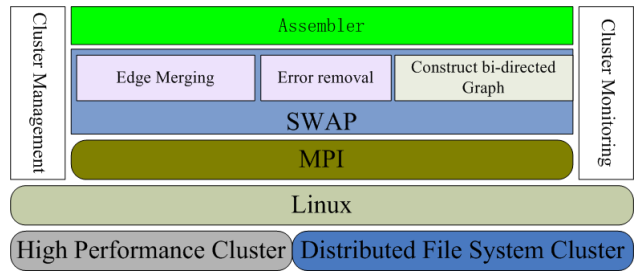 Cluster Management
Assembler
Cluster Monitoring
Edge Merging
Error removal
Construct bi-directed
Graph
SWAP
MPI
Linux
High Performance Cluster
Distributed File System Cluster